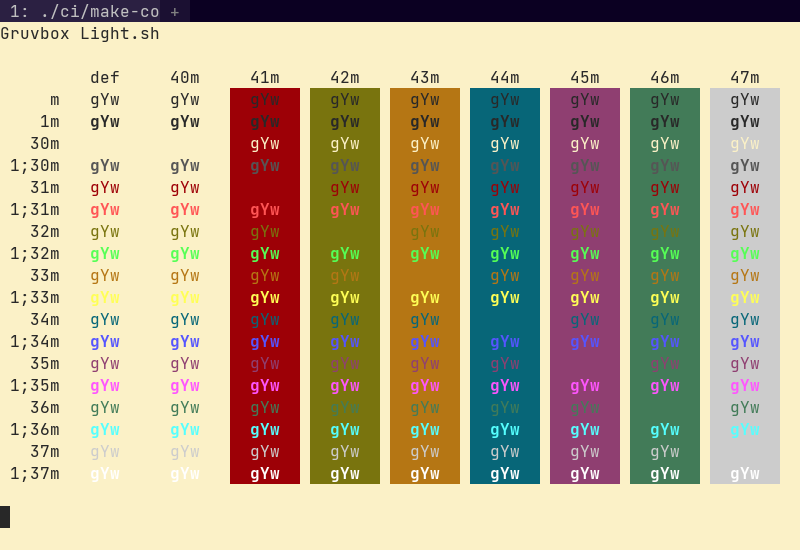 1: ./ci/make-co +
Gruvbox Light.sh
def 40m 41m 42m 43m 44m 45m 46m 47m
m gYw gYw gYw gYw gYw gYw gYw gYw gYw
1m gYw gYw gYw gYw gYw gYw gYw gYw gYw
30m gYw gYw gYw gYw gYw gYw gYw
1;30m gYw gYw gYw gYw gYw gYw gYw gYw gYw
31m gYw gYw gYw gYw gYw gYw gYw gYw
1;31m gYw gYw gYw gYw gYw gYw gYw gYw gYw
32m gYw gYw gYw gYw gYw gYw gYw gYw
1;32m gYw gYw gYw gYw gYw gYw gYw gYw gYw
33m gYw gYw gYw gYw gYw gYw gYw gYw
1;33m gYw gYw gYw gYw gYw gYw gYw gYw gYw
34m gYw gYw gYw gYw gYw gYw gYw gYw
1;34m gYw gYw gYw gYw gYw gYw gYw gYw gYw
35m gYw gYw gYw gYw gYw gYw gYw gYw
1;35m gYw gYw gYw gYw gYw gYw gYw gYw gYw
36m gYw gYw gYw gYw gYw gYw gYw gYw
1;36m gYw gYw gYw gYw gYw gYw gYw gYw gYw
37m gYw gYw gYw gYw gYw gYw gYw gYw
1;37m gYw gYw gYw gYw gYw gYw gYw gYw gYw